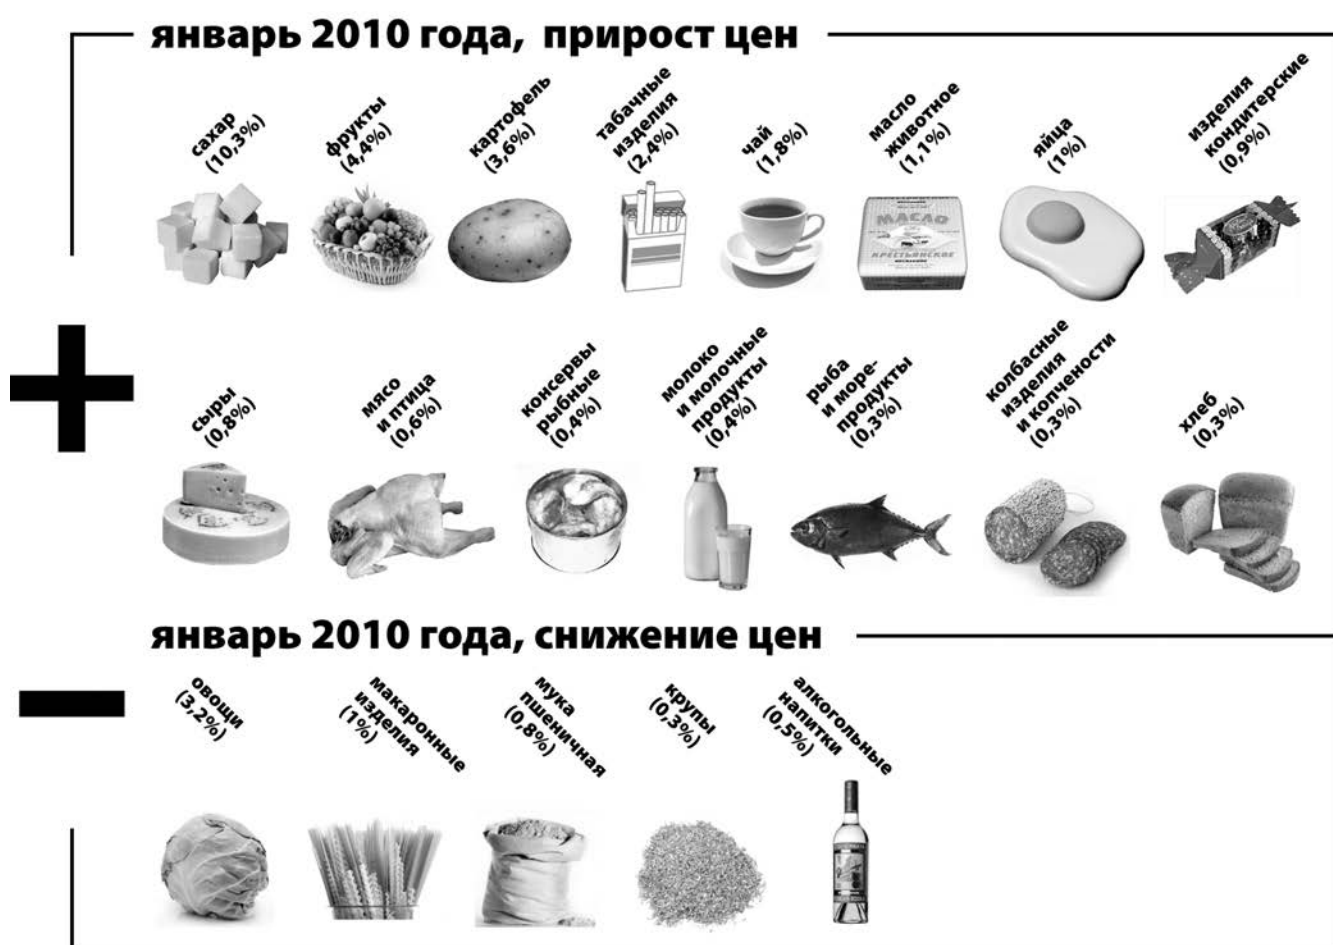 январь 2010 года, прирост цен
сахар
(10,3%)
фрукты
(4,4%)
картофель
(3,6%)
табачные
изделия
(2,4%)
чай
(1,8%)
масло
животное
(1,1%)
яйца
(1%)
изделия
кондитерские
(0,9%)
МАСЛО
КРЕСТЬЯНСКОЕ
сыры
(0,8%)
мясо
и птица
(0,6%)
консервы
рыбные
(0,4%)
молоко
и молочные
продукты
(0,4%)
рыба
и море-
продукты
(0,3%)
колбасные
изделия
и копчености
(0,3%)
хлеб
(0,3%)
январь 2010 года, снижение цен
овощи
(3,2%)
макаронные
изделия
(1%)
мука
пшеничная
(0,8%)
крупы
(0,3%)
алкогольные
напитки
(0,5%)